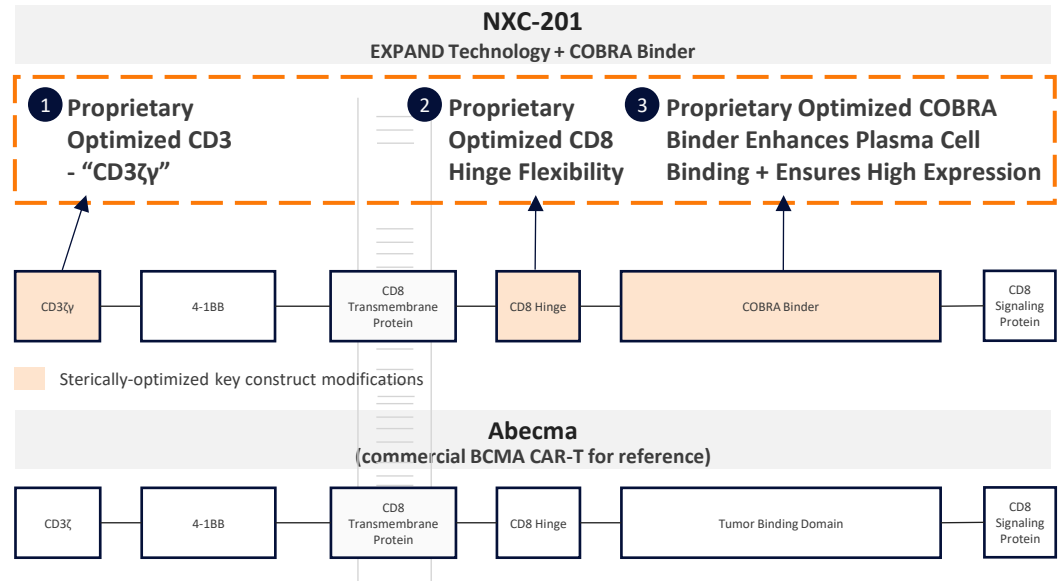 NXC-201
EXPAND Technology + COBRA Binder
1
Proprietary
Optimized CD3
- “CD3ζγ”
2
Proprietary
Optimized CD8
Hinge Flexibility
3
Proprietary Optimized COBRA
Binder Enhances Plasma Cell
Binding + Ensures High Expression
CD3ζγ
4-1BB
CD8
Transmembrane
Protein
CD8 Hinge
COBRA Binder
CD8
Signaling
Protein
Sterically-optimized key construct modifications
Abecma
(commercial BCMA CAR-T for reference)
CD3ζ
4-1BB
CD8
Transmembrane
Protein
CD8 Hinge
Tumor Binding Domain
CD8
Signaling
Protein